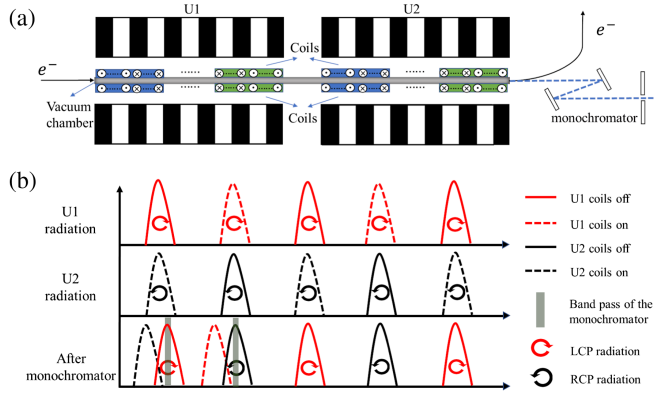 (a)
U1
U2
Coils
e⁻
e⁻
Vacuum
chamber
Coils
monochromator
(b)
U1
radiation
U2
radiation
After
monochromator
U1 coils off
U1 coils on
U2 coils off
U2 coils on
Band pass of the
monochromator
LCP radiation
RCP radiation